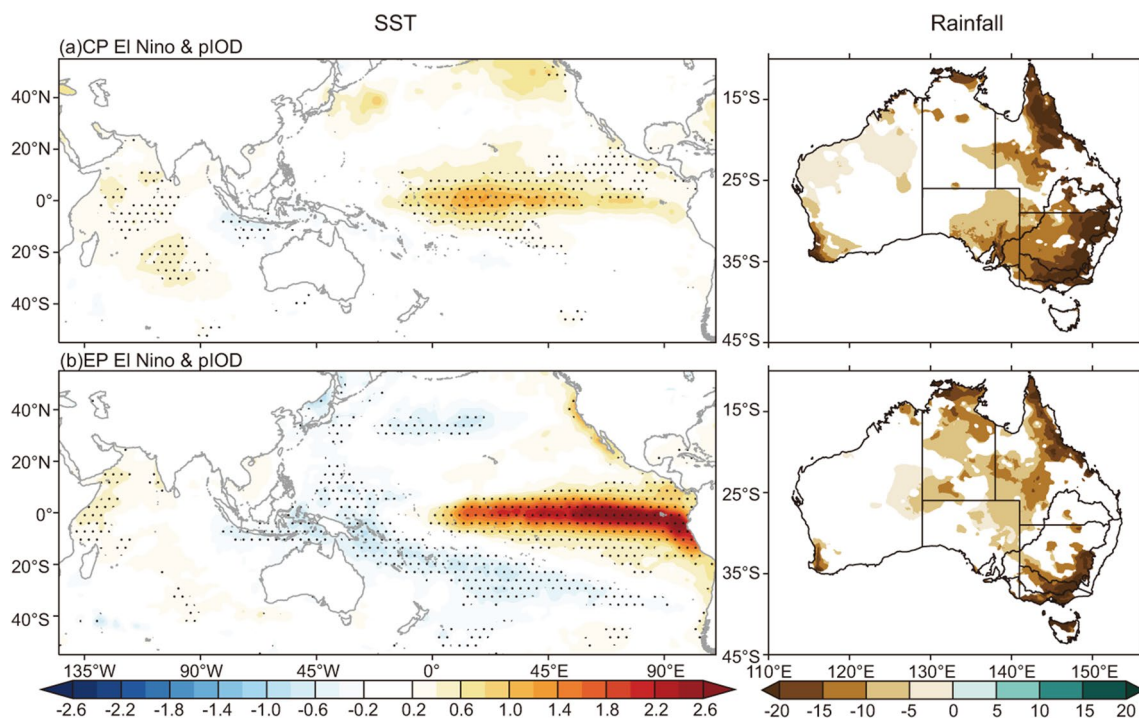 SST Rainfall
(a)CP El Nino & pIOD
40°N
20°N
0°
20°S
40°S
15°S
25°S
35°S
45°S
(b)EP El Nino & pIOD
40°N
20°N
0°
20°S
40°S
15°S
25°S
35°S
45°S
135°W 90°W 45°W 0° 45°E 90°E
110°E 120°E 130°E 140°E 150°E
-2.6 -2.2 -1.8 -1.4 -1.0 -0.6 -0.2 0.2 0.6 1.0 1.4 1.8 2.2 2.6
-20 -15 -10 -5 0 5 10 15 20